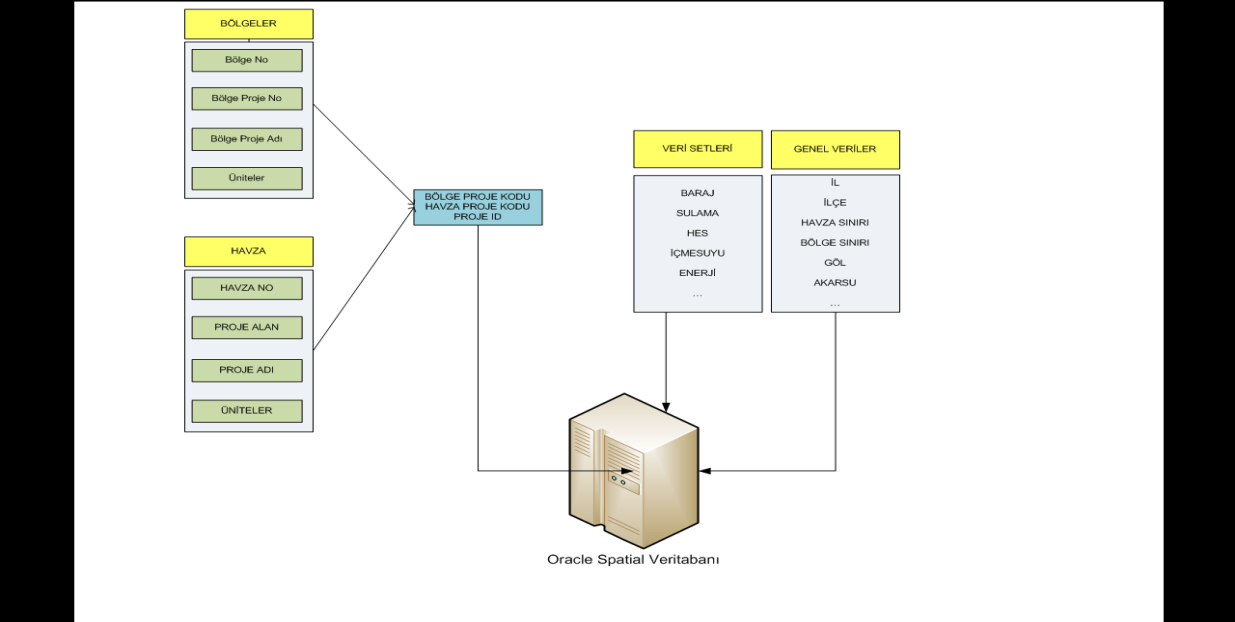 BÖLGELER
Bölge No
Bölge Proje No
Bölge Proje Adı
Üniteler
HAVZA
HAVZA NO
PROJE ALAN
PROJE ADI
ÜNİTELER
BÖLGE PROJE KODU
HAVZA PROJE KODU
PROJE ID
VERİ SETLERİ
BARAJ
SULAMA
HES
İÇMESUYU
ENERJİ
...
GENEL VERİLER
İL
İLÇE
HAVZA SINIRI
BÖLGE SINIRI
GÖL
AKARSU
...
Oracle Spatial Veritabanı